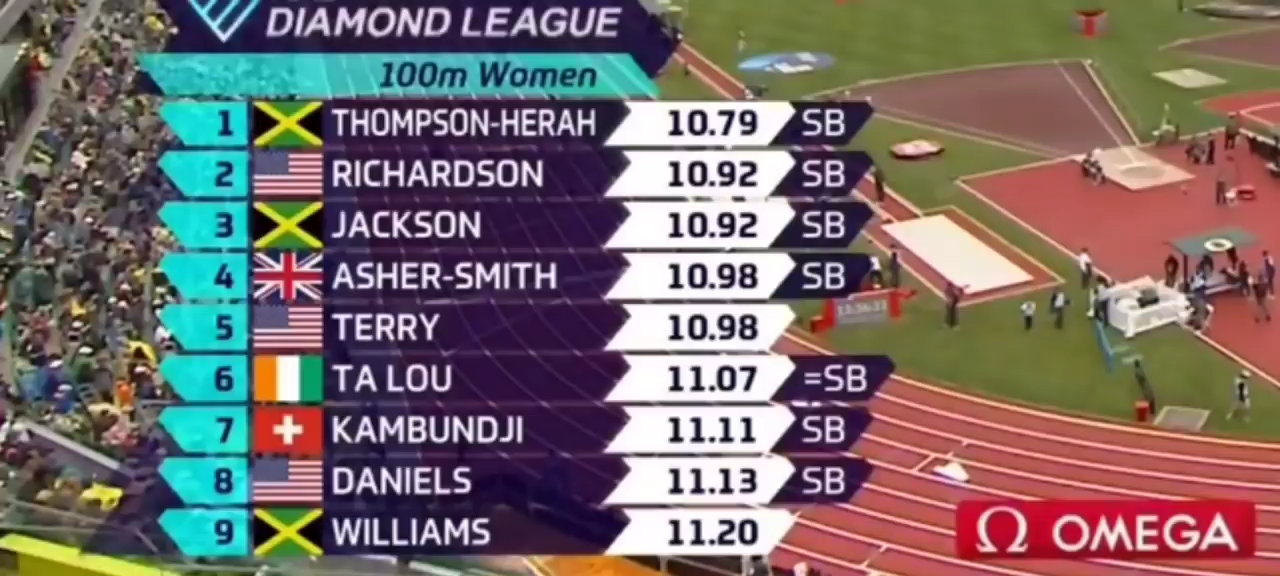 DIAMOND LEAGUE
100m Women
1 THOMPSON-HERAH 10.79 SB
2 RICHARDSON 10.92 SB
3 JACKSON 10.92 SB
4 ASHER-SMITH 10.98 SB
5 TERRY 10.98
6 TA LOU 11.07 =SB
7 KAMBUNDJI 11.11 SB
8 DANIELS 11.13 SB
9 WILLIAMS 11.20
Ω OMEGA